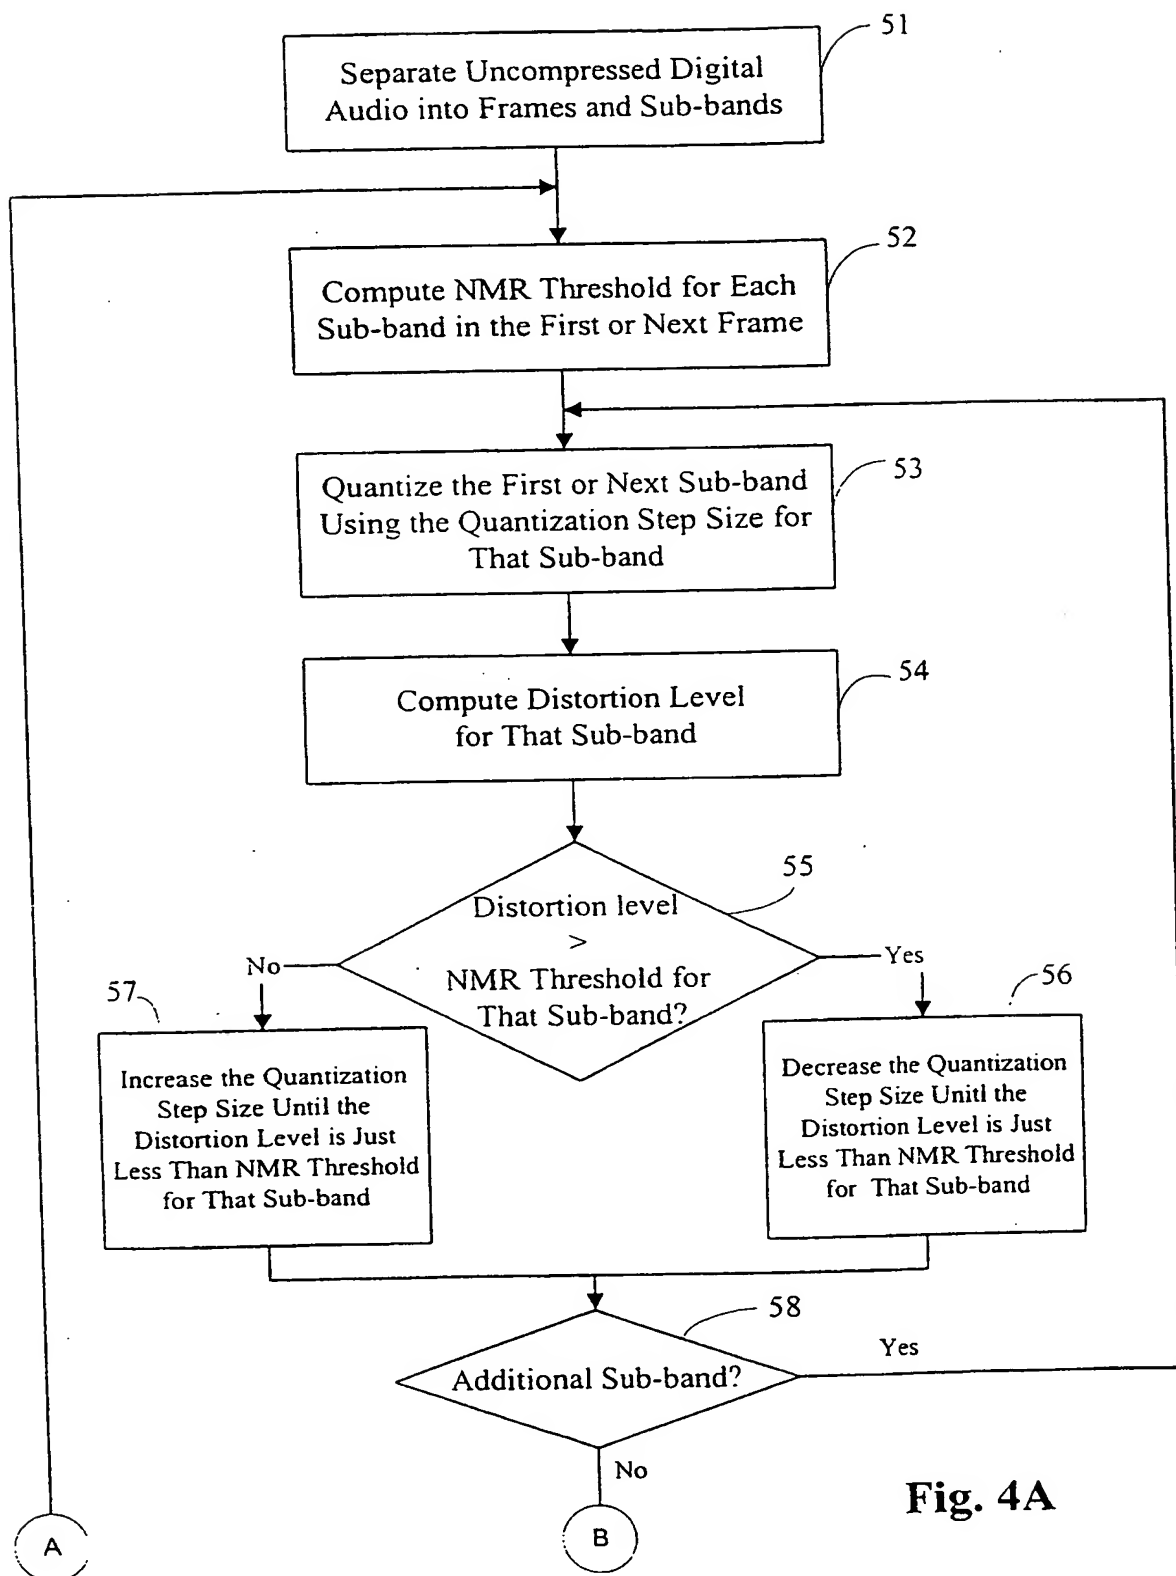 51
Separate Uncompressed Digital
Audio into Frames and Sub-bands
52
Compute NMR Threshold for Each
Sub-band in the First or Next Frame
53
Quantize the First or Next Sub-band
Using the Quantization Step Size for
That Sub-band
54
Compute Distortion Level
for That Sub-band
55
Distortion level
>
NMR Threshold for
That Sub-band?
No
Yes
57
56
Increase the Quantization
Step Size Until the
Distortion Level is Just
Less Than NMR Threshold
for That Sub-band
Decrease the Quantization
Step Size Unitl the
Distortion Level is Just
Less Than NMR Threshold
for That Sub-band
58
Additional Sub-band?
Yes
No
Fig. 4A
A
B